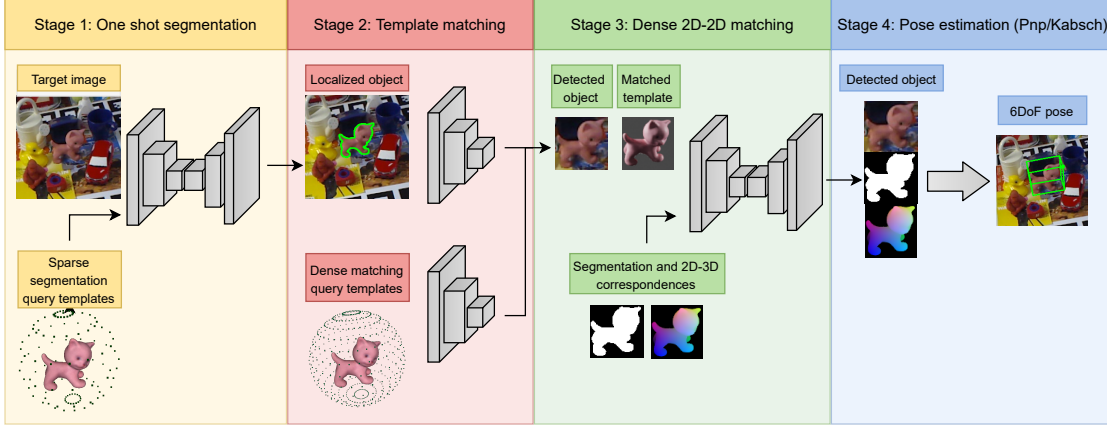 Stage 1: One shot segmentation
Stage 2: Template matching
Stage 3: Dense 2D-2D matching
Stage 4: Pose estimation (Pnp/Kabsch)
Target image
Sparse
segmentation
query templates
Localized object
Dense matching
query templates
Detected
object
Matched
template
Segmentation and 2D-3D
correspondences
Detected object
6DoF pose